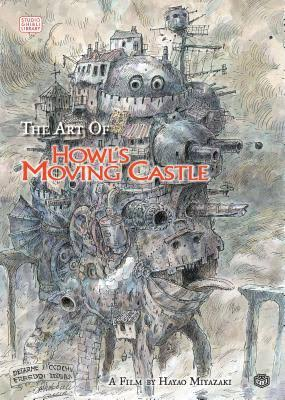 STUDIO GHIBLI
LIBRARY
THE ART OF
HOWL'S
MOVING CASTLE
A FILM BY HAYAO MIYAZAKI